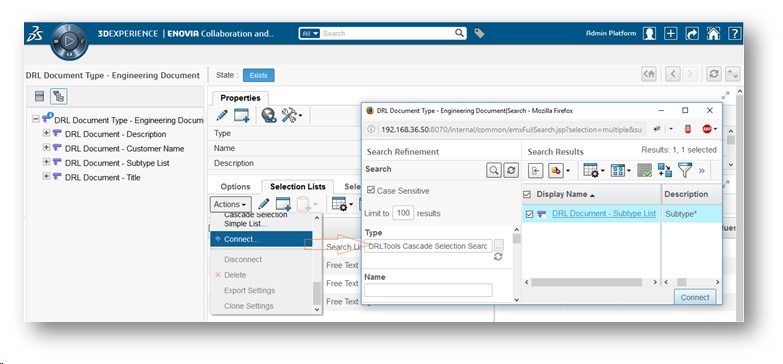 3DEXPERIENCE | ENOVIA Collaboration and..
All Search
Admin Platform
DRL Document Type - Engineering Document
State : Exists
DRL Document Type - Engineering Docum
DRL Document - Description
DRL Document - Customer Name
DRL Document - Subtype List
DRL Document - Title
Properties
Type
Name
Description
Options Selection Lists
Actions
Cascade Selection
Simple List...
Connect...
Disconnect
Delete
Export Settings
Clone Settings
Search Lis
Free Text
Free Text
Free Text
DRL Document Type - Engineering Document|Search - Mozilla Firefox
192.168.36.50:8070/internal/common/emxFullSearch.jsp?selection=multiple&su
Search Refinement
Search
Case Sensitive
Limit to 100 results
Type
DRLTools Cascade Selection Searc ...
Name
Search Results Results: 1, 1 selected
Display Name Description
DRL Document - Subtype List Subtype*
Connect